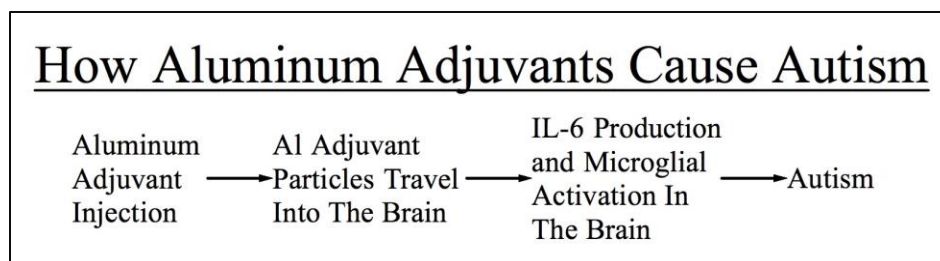 How Aluminum Adjuvants Cause Autism
Aluminum
Adjuvant
Injection
Al Adjuvant
Particles Travel
Into The Brain
IL-6 Production
and Microglial
Activation In
The Brain
Autism